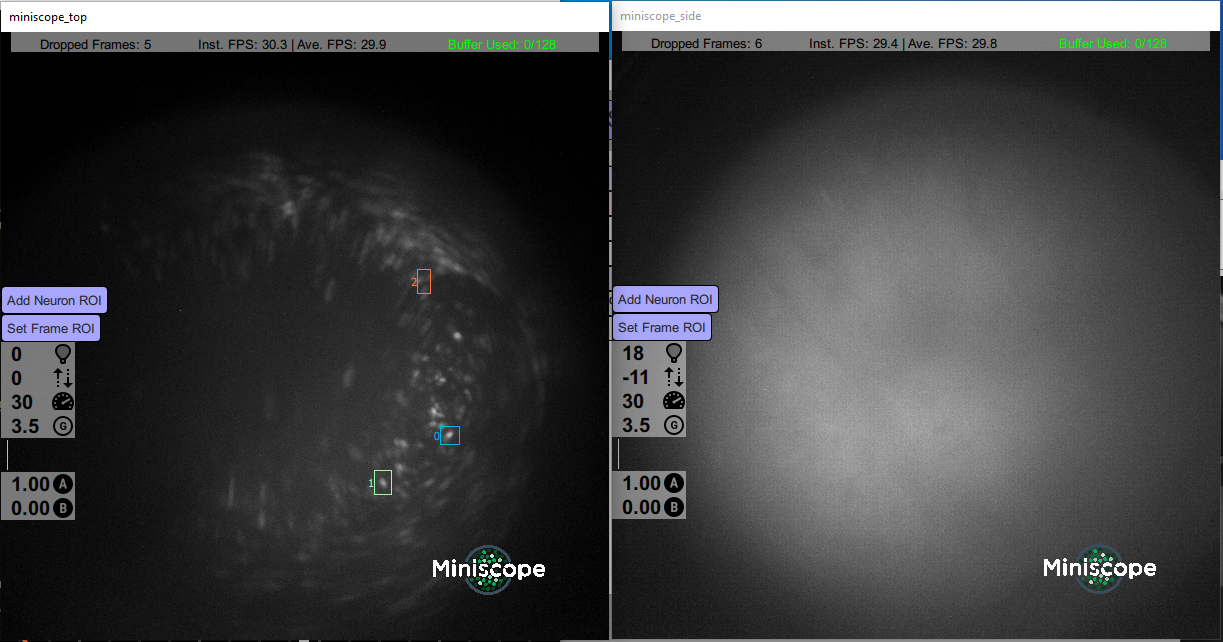 miniscope_top
Dropped Frames: 5 Inst. FPS: 30.3 | Ave. FPS: 29.9 Buffer Used: 0/128
2
Add Neuron ROI
Set Frame ROI
0
0
30
3.5 G
0
1
1.00 A
0.00 B
Miniscope
miniscope_side
Dropped Frames: 6 Inst. FPS: 29.4 | Ave. FPS: 29.8 Buffer Used: 0/128
Add Neuron ROI
Set Frame ROI
18
-11
30
3.5 G
1.00 A
0.00 B
Miniscope